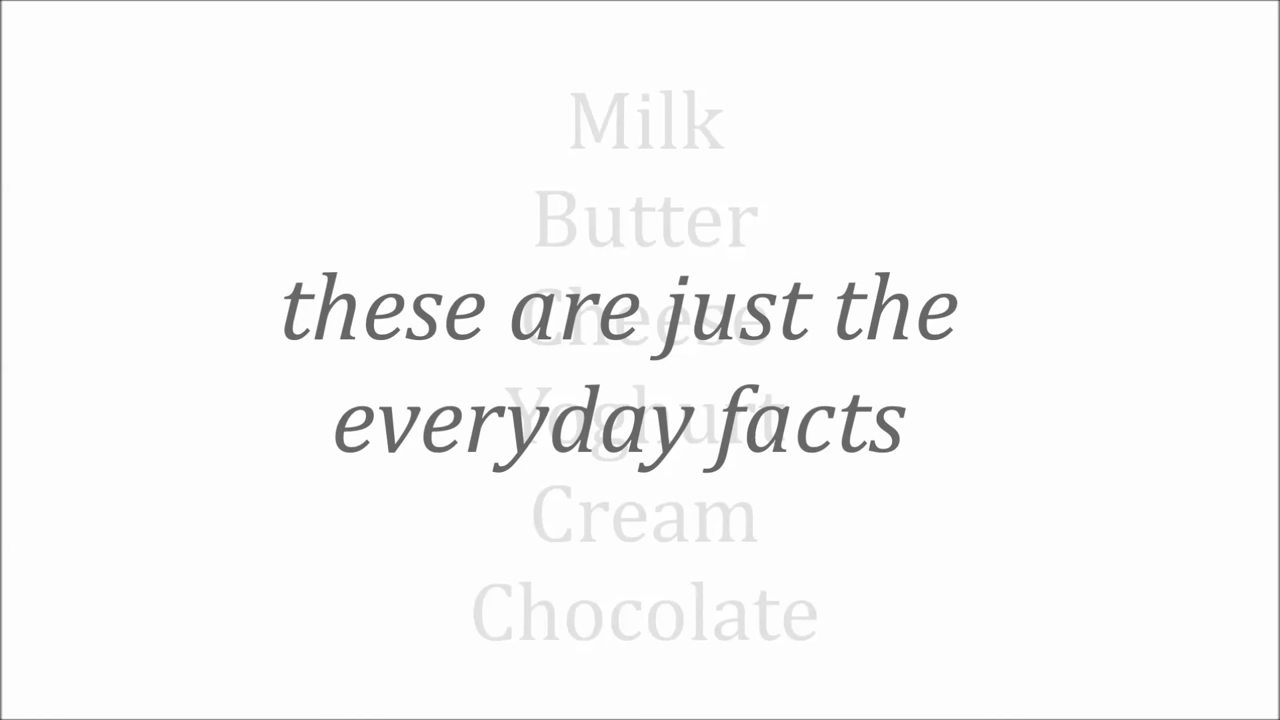 Milk
Butter
these are just the
Cheese
everyday facts
Yoghurt
Cream
Chocolate